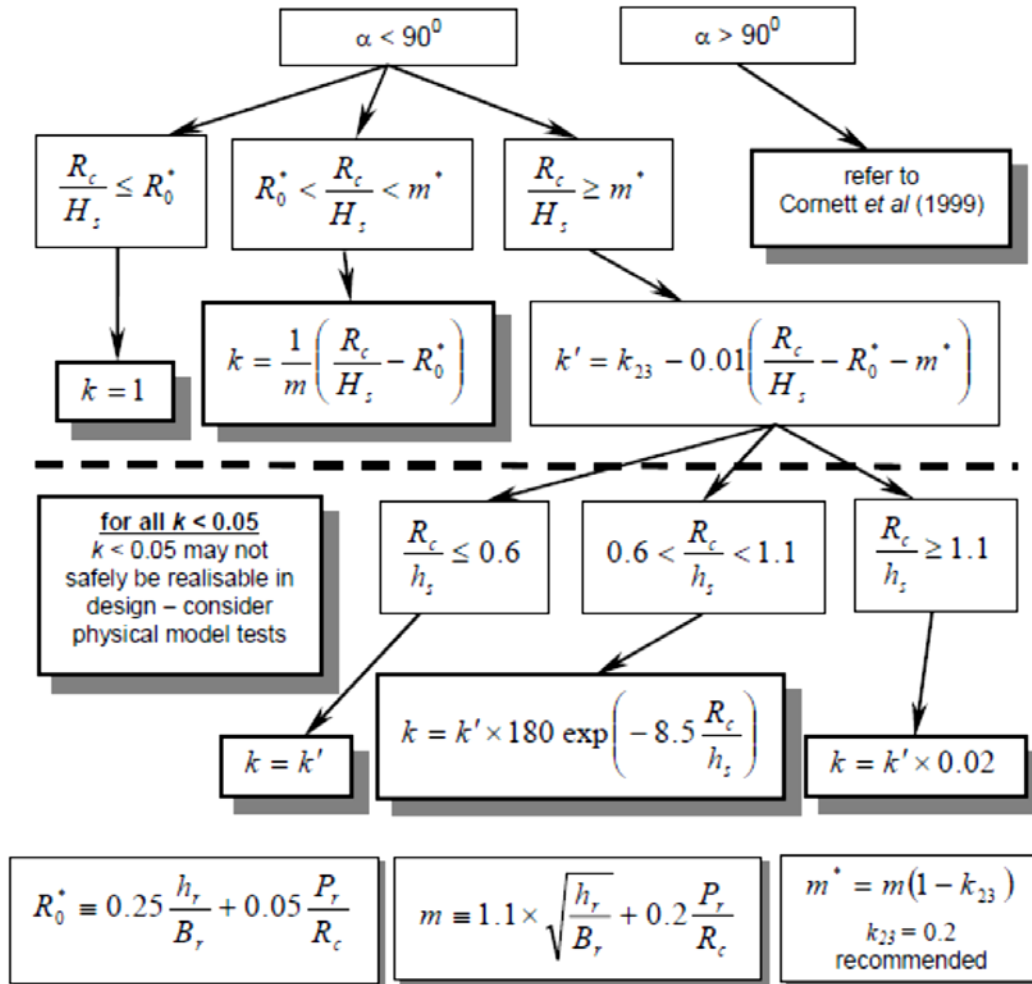 α < 90⁰
α > 90⁰
R_c/H_s ≤ R_0^*
R_0^* < R_c/H_s < m^*
R_c/H_s ≥ m^*
refer to
Cornett et al (1999)
k = 1
k = 1/m (R_c/H_s − R_0^*)
k′ = k_23 − 0.01(R_c/H_s − R_0^* − m^*)
for all k < 0.05
k < 0.05 may not
safely be realisable in
design – consider
physical model tests
R_c/h_s ≤ 0.6
0.6 < R_c/h_s < 1.1
R_c/h_s ≥ 1.1
k = k′
k = k′ × 180 exp(−8.5 R_c/h_s)
k = k′ × 0.02
R_0^* ≡ 0.25 h_r/B_r + 0.05 P_r/R_c
m ≡ 1.1 × √(h_r/B_r) + 0.2 P_r/R_c
m^* = m(1 − k_23)
k_23 = 0.2
recommended